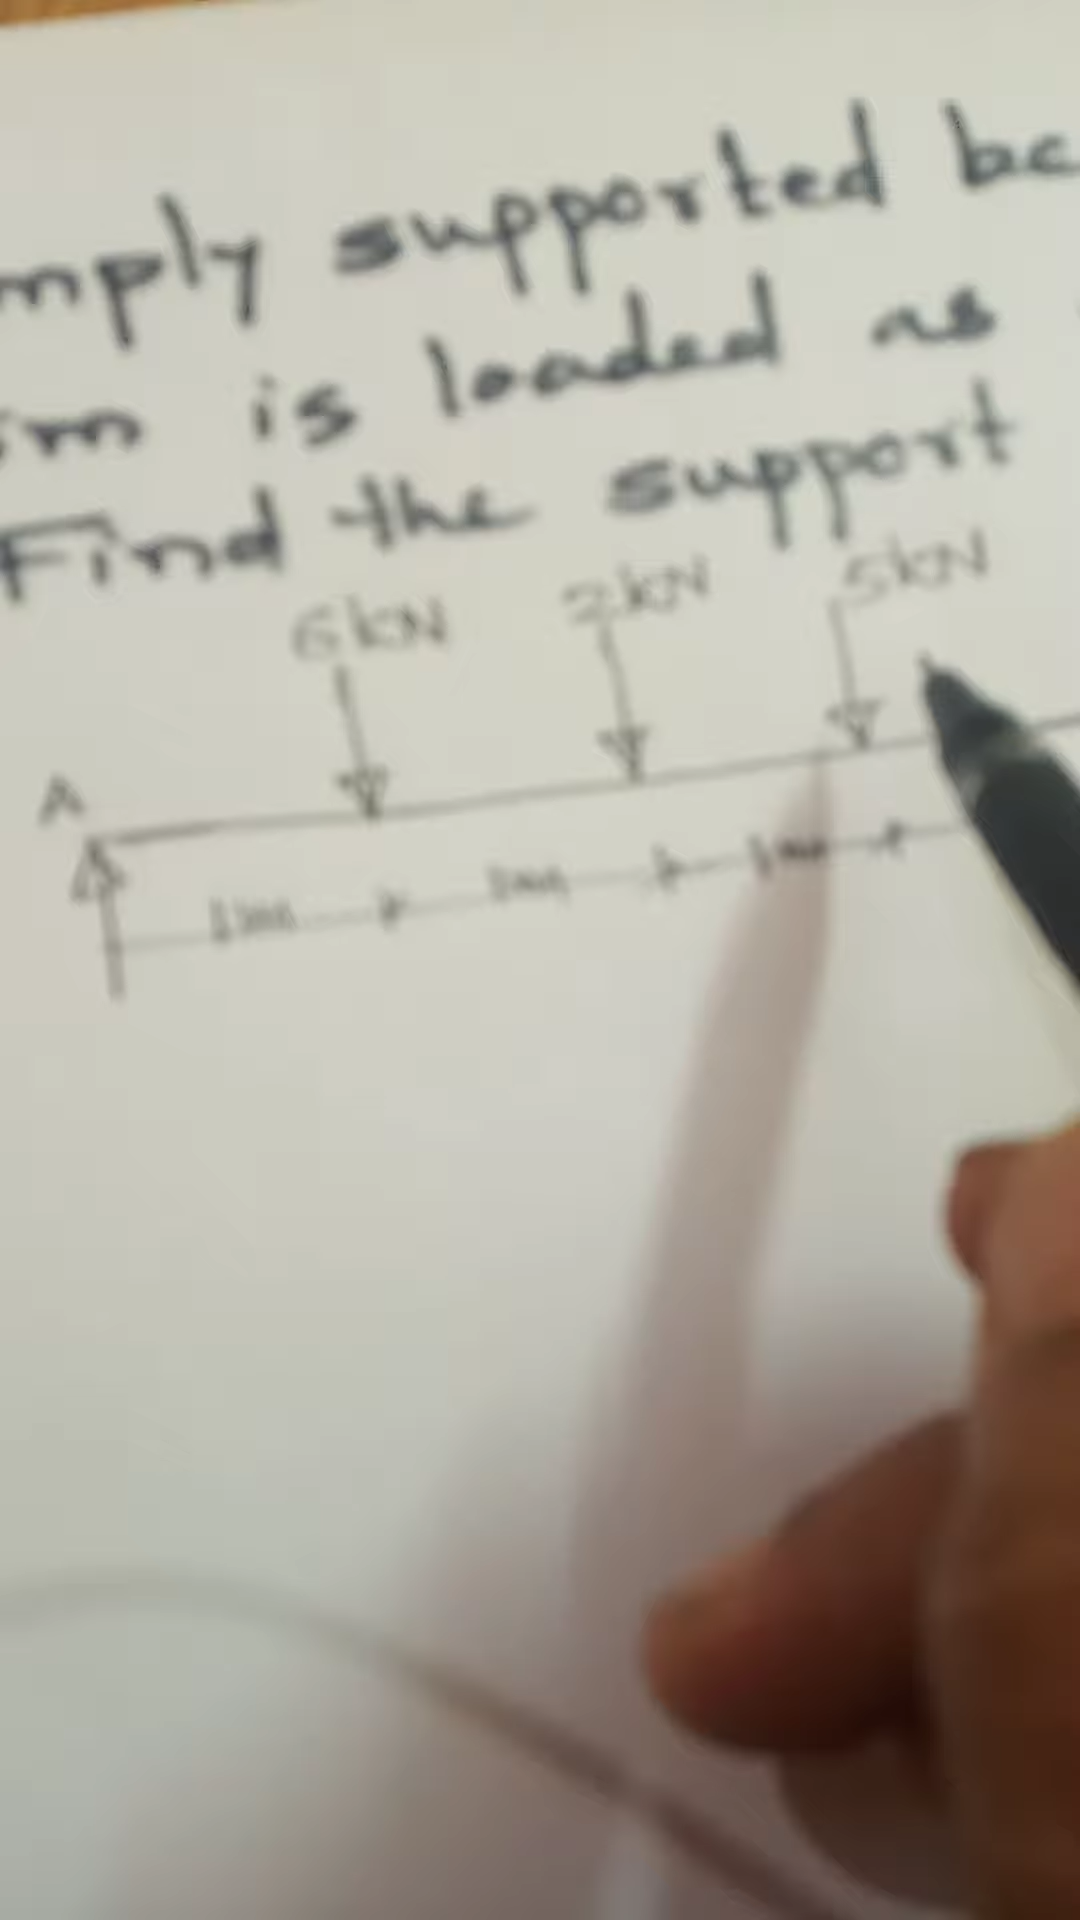 mply supported be
m is loaded as
Find the support
6kN 2kN 5kN
A
1m 1m 1m